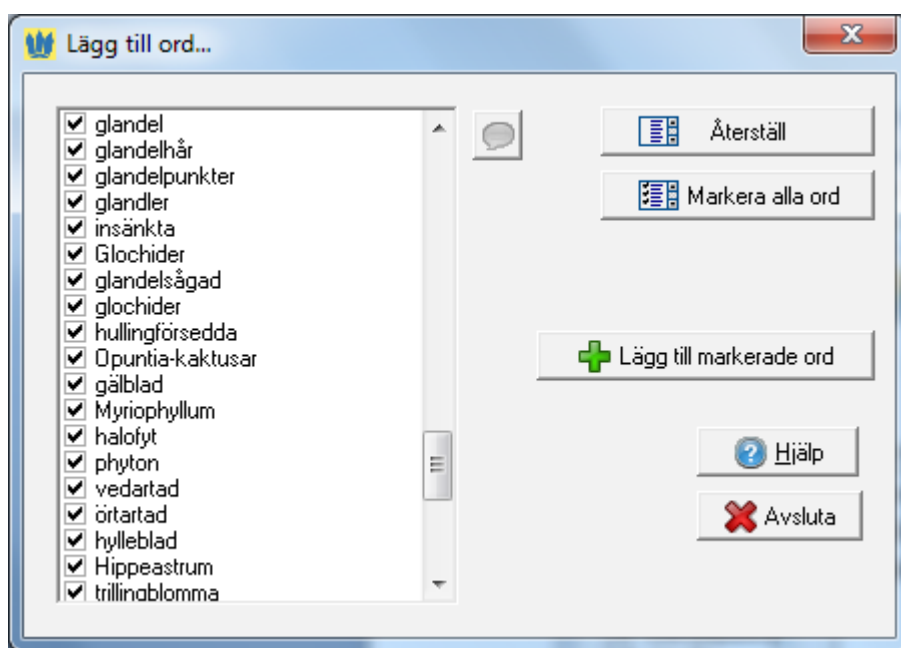 Lägg till ord...
glandel
glandelhår
glandelpunkter
glandler
insänkta
Glochider
glandelsågad
glochider
hullingförsedda
Opuntia-kaktusar
gälblad
Myriophyllum
halofyt
phyton
vedartad
örtartad
hylleblad
Hippeastrum
trillingblomma
Återställ
Markera alla ord
Lägg till markerade ord
Hjälp
Avsluta